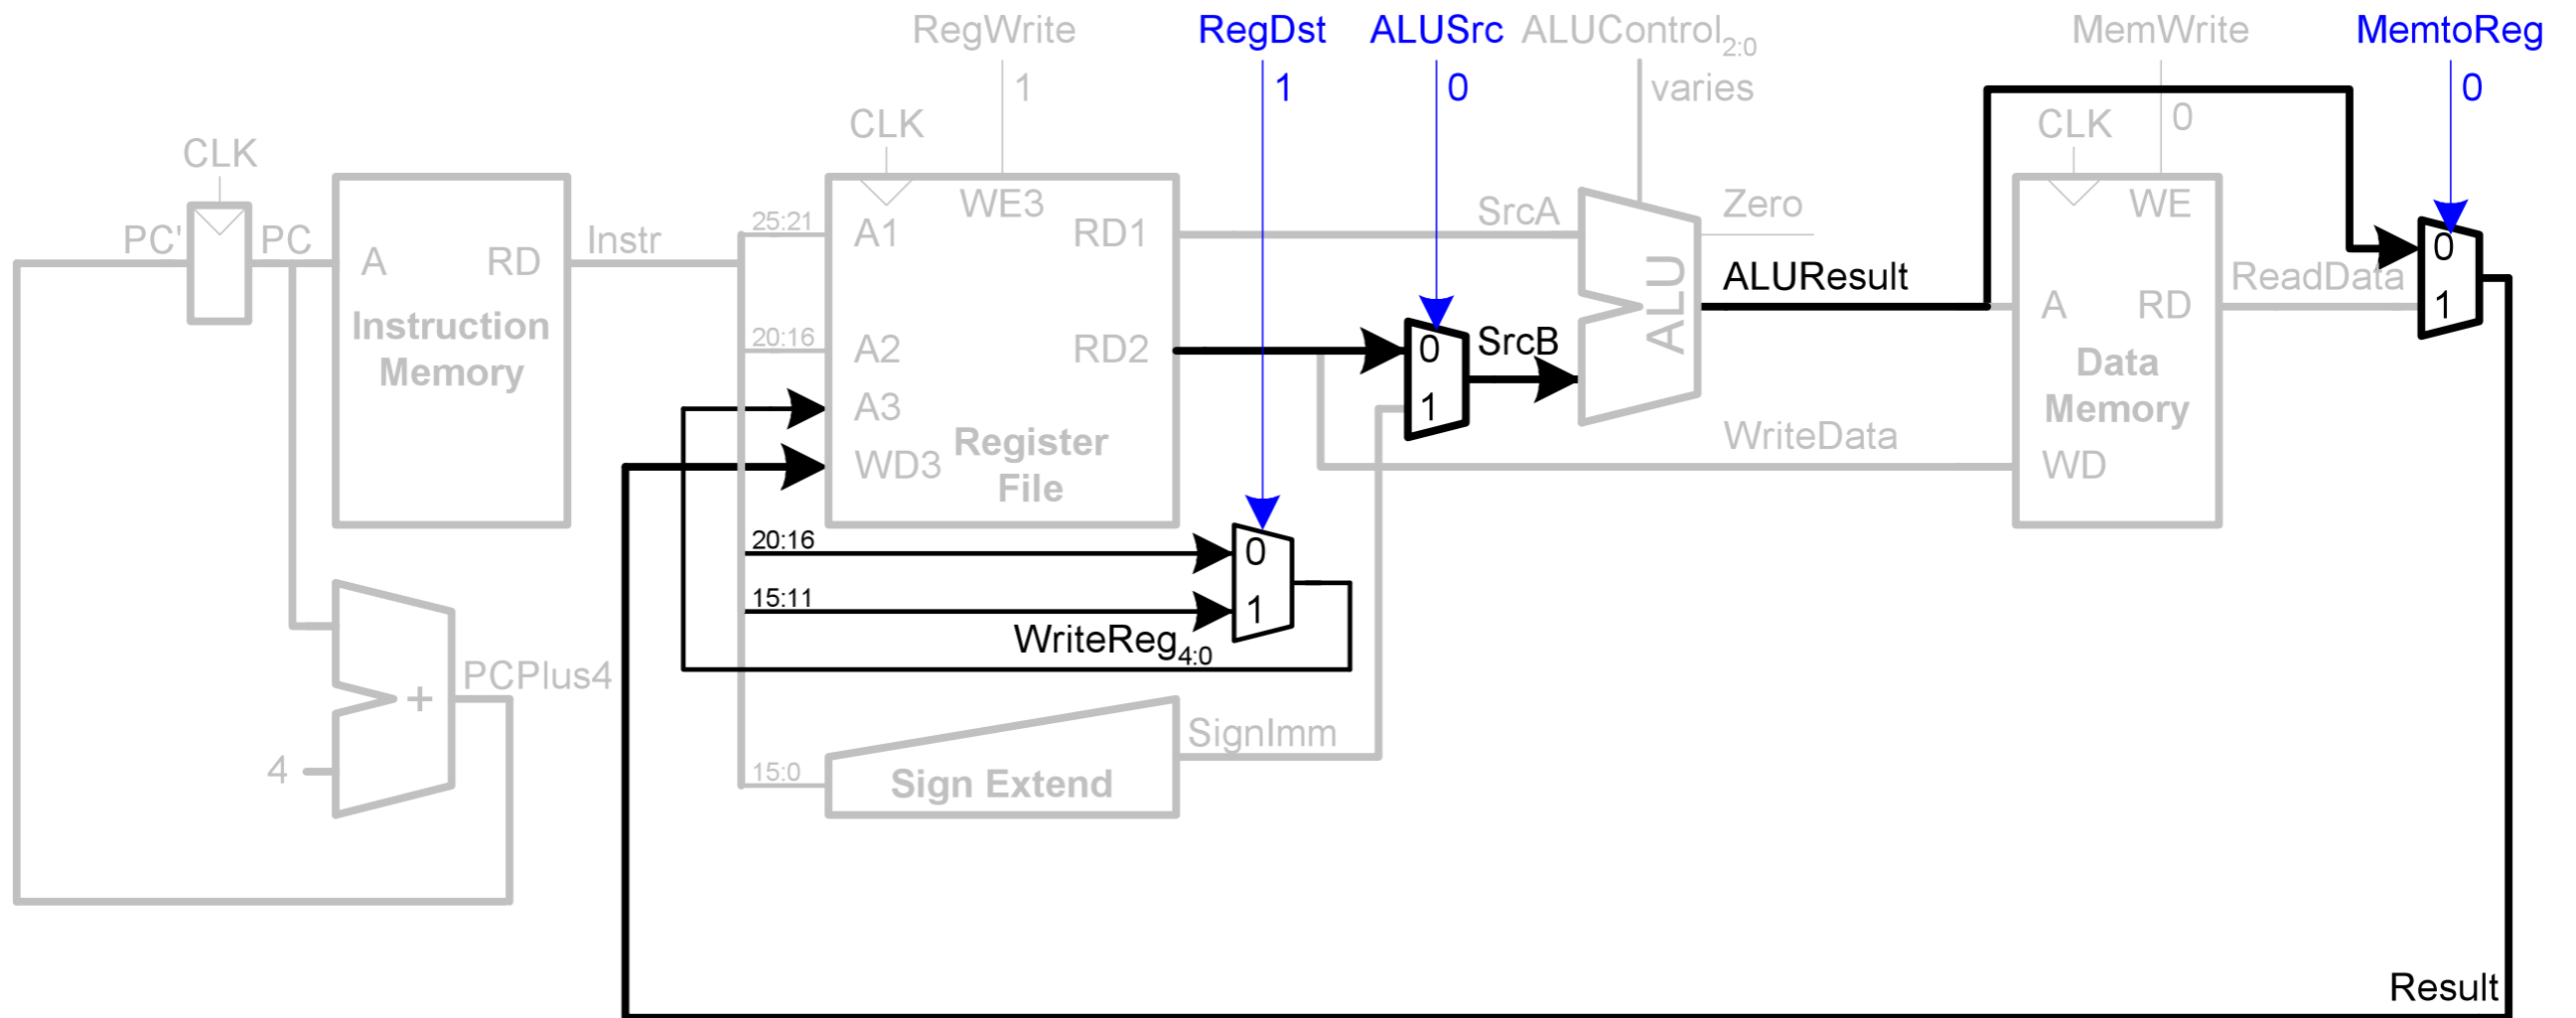 RegWrite
RegDst
ALUSrc
ALUControl2:0
MemWrite
MemtoReg
1
1
0
varies
0
0
CLK
CLK
CLK
PC'
PC
A
RD
Instruction
Memory
Instr
25:21
20:16
A1
WE3
RD1
A2
RD2
A3
WD3
Register
File
SrcA
0
1
SrcB
ALU
Zero
ALUResult
WriteData
WE
A
RD
Data
Memory
WD
ReadData
0
1
20:16
15:11
0
1
WriteReg4:0
PCPlus4
+
4
15:0
Sign Extend
SignImm
Result